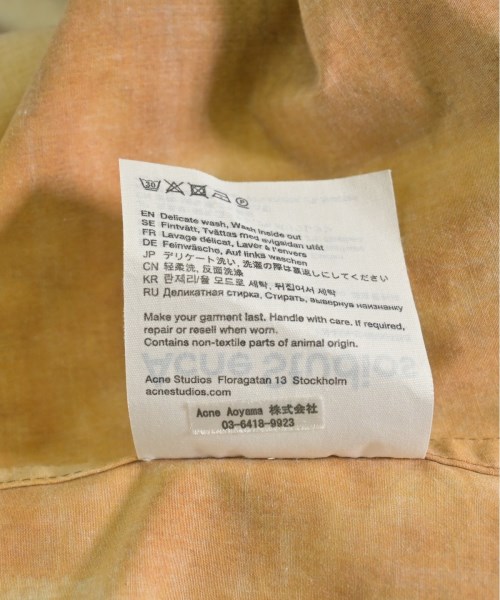 30
EN Delicate wash, Wash inside out
SE Fintvätt, Tvättas med avigsidan utåt
FR Lavage délicat, Laver à l'envers
DE Feinwäsche, Auf links waschen
JP デリケート洗い, 洗濯の際は裏返しにしてください
CN 轻柔洗, 反面洗涤
KR 란제리/울 모드로 세탁, 뒤집어서 세탁
RU Деликатная стирка, Стирать, вывернув наизнанку
Make your garment last. Handle with care. If required,
repair or resell when worn.
Contains non-textile parts of animal origin.
Acne Studios Floragatan 13 Stockholm
acnestudios.com
Acne Aoyama 株式会社
03-6418-9923